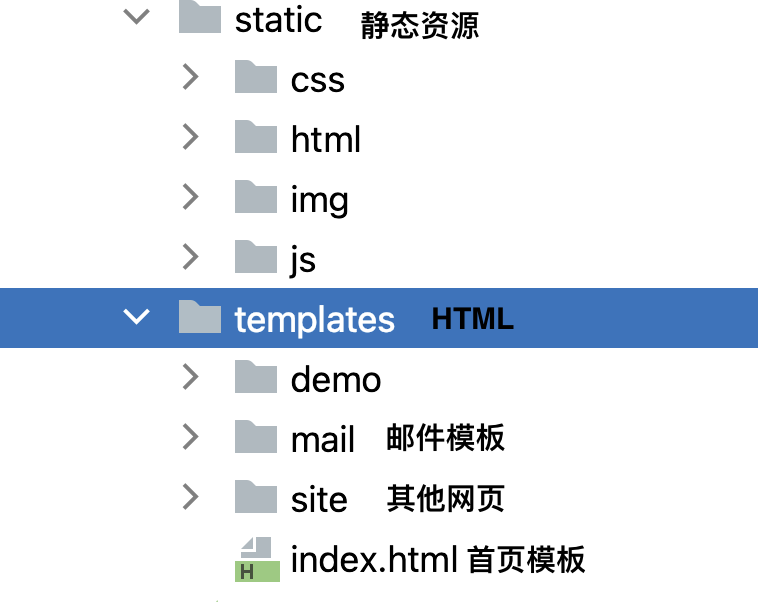 static 静态资源
css
html
img
js
templates HTML
demo
mail 邮件模板
site 其他网页
H index.html 首页模板